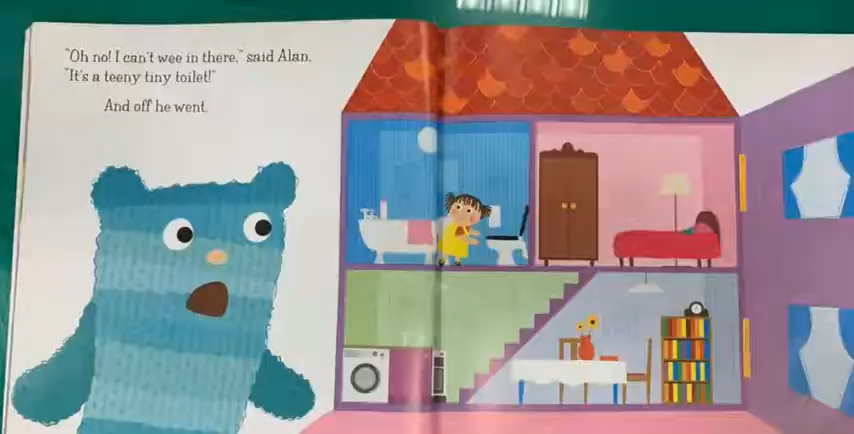 "Oh no! I can't wee in there," said Alan.
"It's a teeny tiny toilet!"
And off he went.